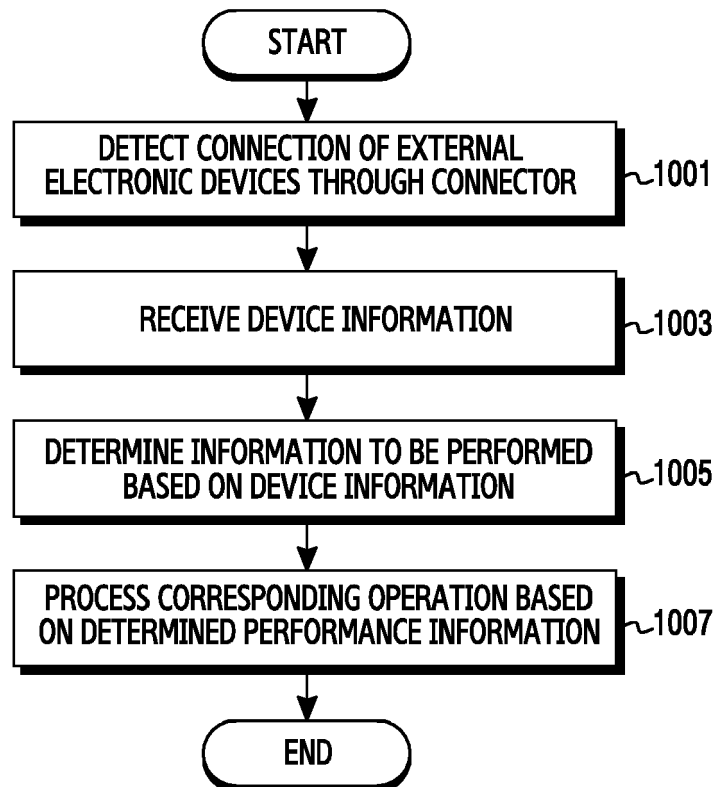 START
DETECT CONNECTION OF EXTERNAL
ELECTRONIC DEVICES THROUGH CONNECTOR
1001
RECEIVE DEVICE INFORMATION
1003
DETERMINE INFORMATION TO BE PERFORMED
BASED ON DEVICE INFORMATION
1005
PROCESS CORRESPONDING OPERATION BASED
ON DETERMINED PERFORMANCE INFORMATION
1007
END